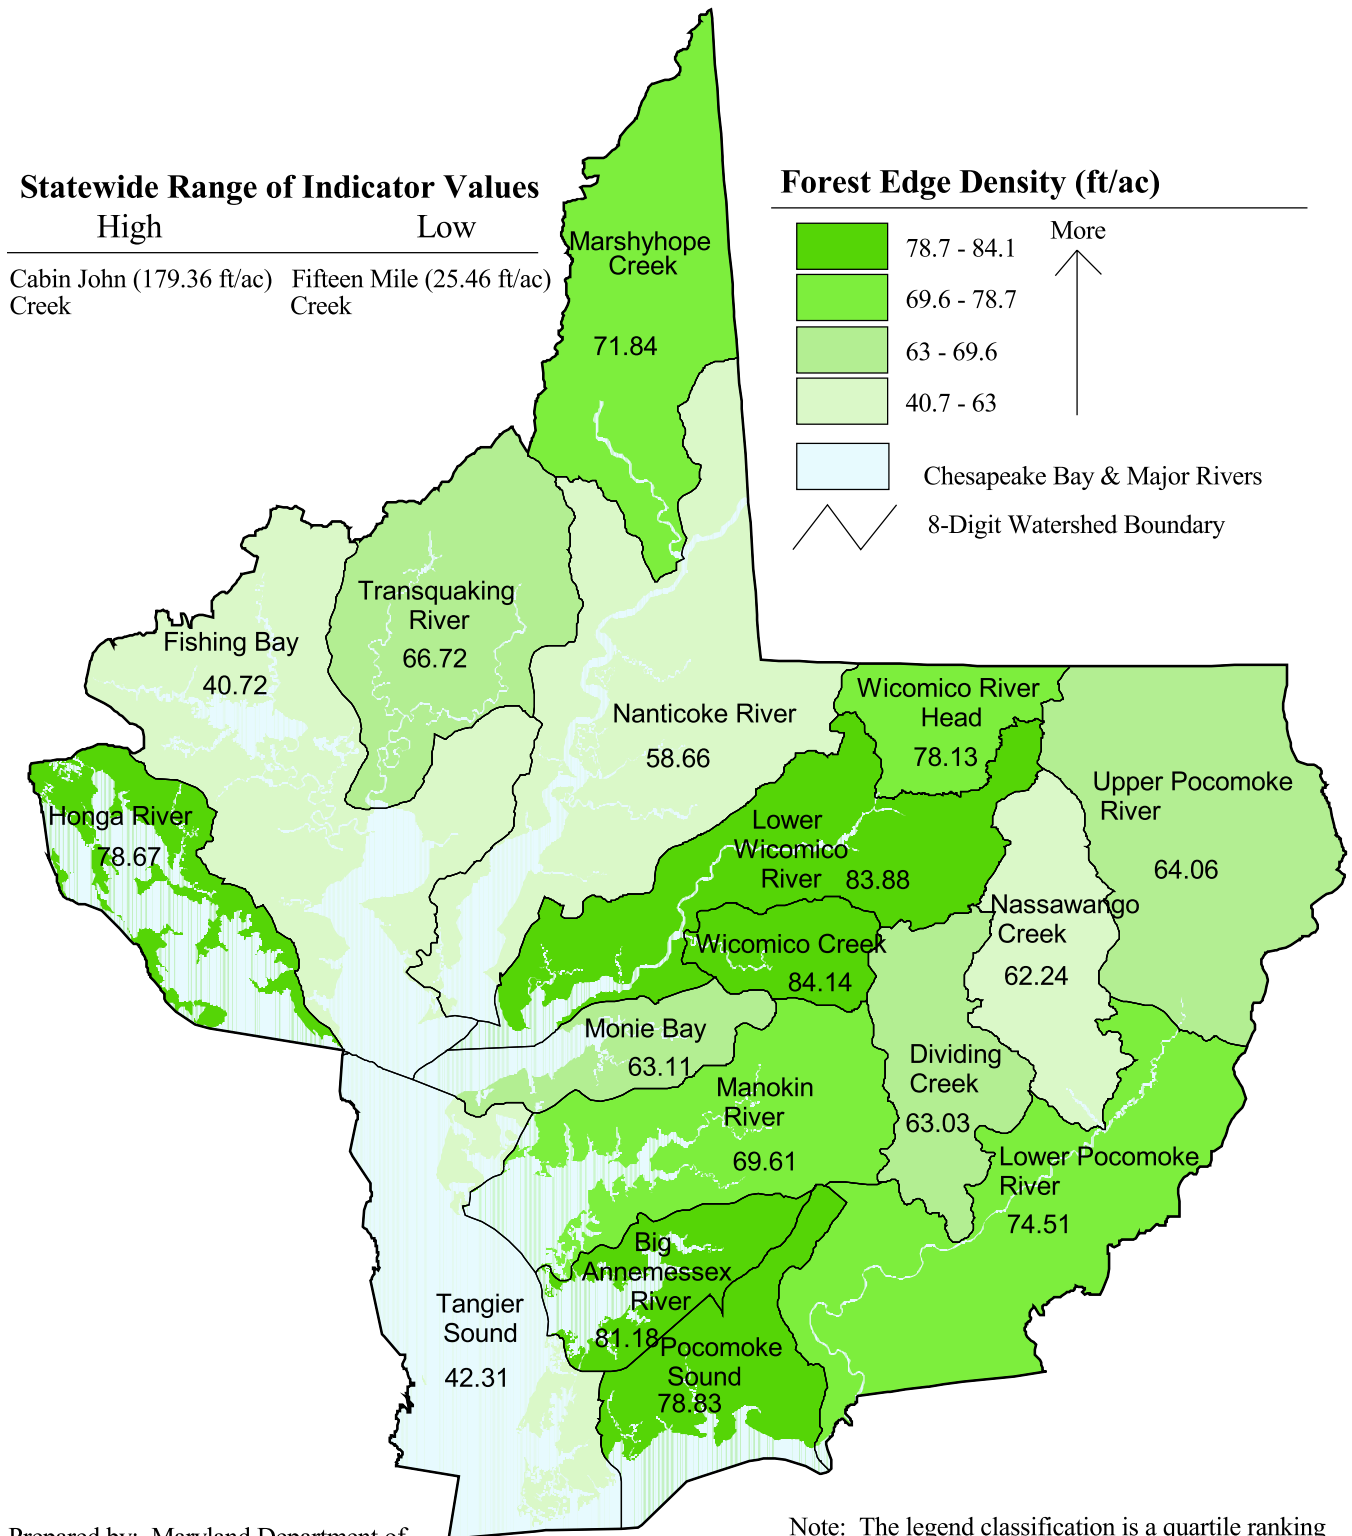 Statewide Range of Indicator Values
High Low
Cabin John (179.36 ft/ac) Fifteen Mile (25.46 ft/ac)
Creek Creek
Forest Edge Density (ft/ac)
More
78.7 - 84.1
69.6 - 78.7
63 - 69.6
40.7 - 63
Chesapeake Bay & Major Rivers
8-Digit Watershed Boundary
Marshyhope
Creek
71.84
Transquaking
River
66.72
Fishing Bay
40.72
Nanticoke River
58.66
Wicomico River
Head
78.13
Upper Pocomoke
River
64.06
Honga River
78.67
Lower
Wicomico
River 83.88
Nassawango
Creek
62.24
Wicomico Creek
84.14
Monie Bay
63.11
Dividing
Creek
63.03
Manokin
River
69.61
Lower Pocomoke
River
74.51
Big
Annemessex
River
81.18
Tangier
Sound
42.31
Pocomoke
Sound
78.83
Prepared by: Maryland Department of
Note: The legend classification is a quartile ranking